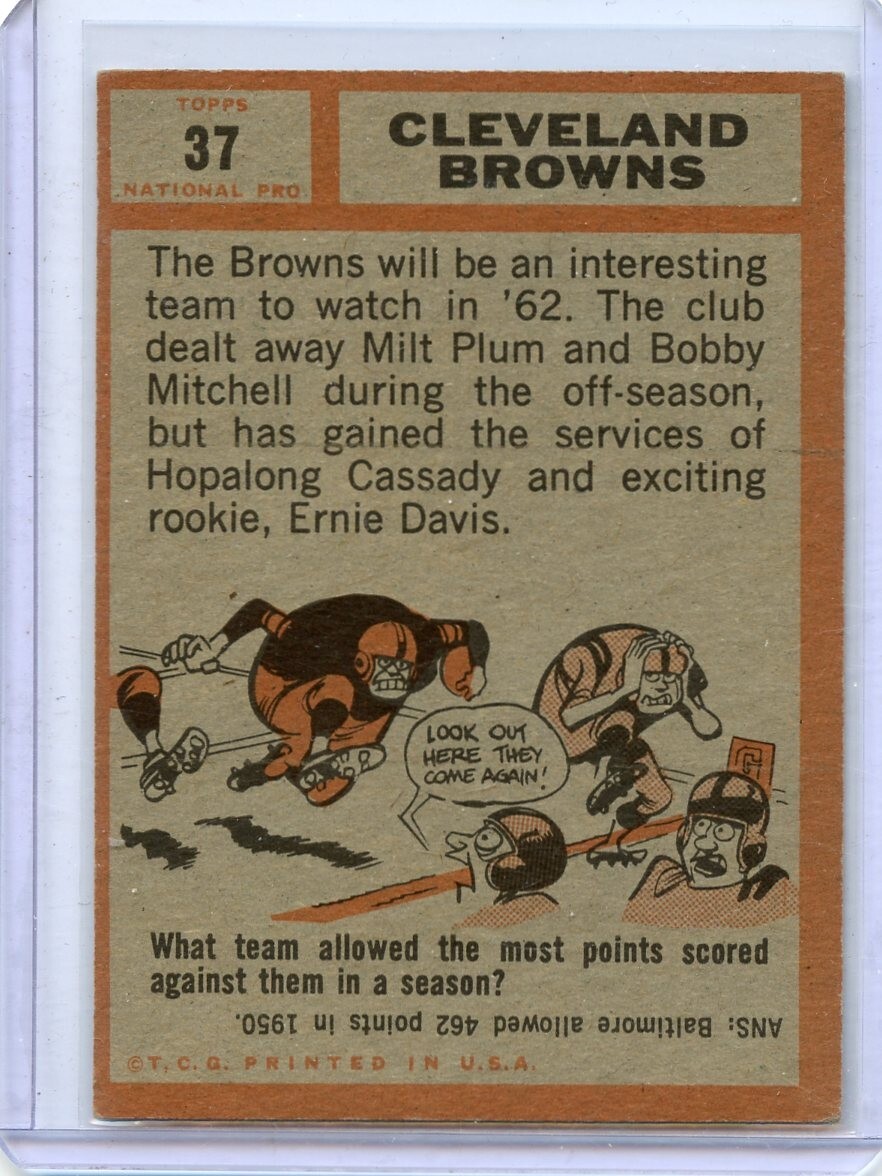 TOPPS
37
NATIONAL PRO
CLEVELAND
BROWNS
The Browns will be an interesting
team to watch in '62. The club
dealt away Milt Plum and Bobby
Mitchell during the off-season,
but has gained the services of
Hopalong Cassady and exciting
rookie, Ernie Davis.
LOOK OUT
HERE THEY
COME AGAIN!
What team allowed the most points scored
against them in a season?
ANS: Baltimore allowed 462 points in 1950.
©T.C.G. PRINTED IN U.S.A.